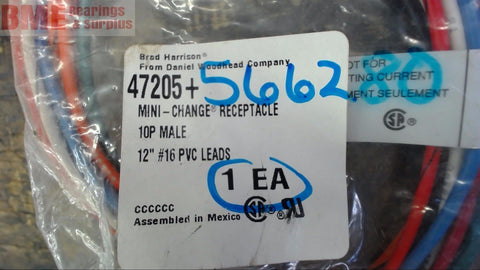 BME Bearings & Surplus
Brad Harrison®
From Daniel Woodhead Company
47205+ 5662.80
MINI-CHANGE® RECEPTACLE
10P MALE
12" #16 PVC LEADS
1 EA
CCCCCC
Assembled in Mexico
NOT FOR
TING CURRENT
MENT SEULEMENT